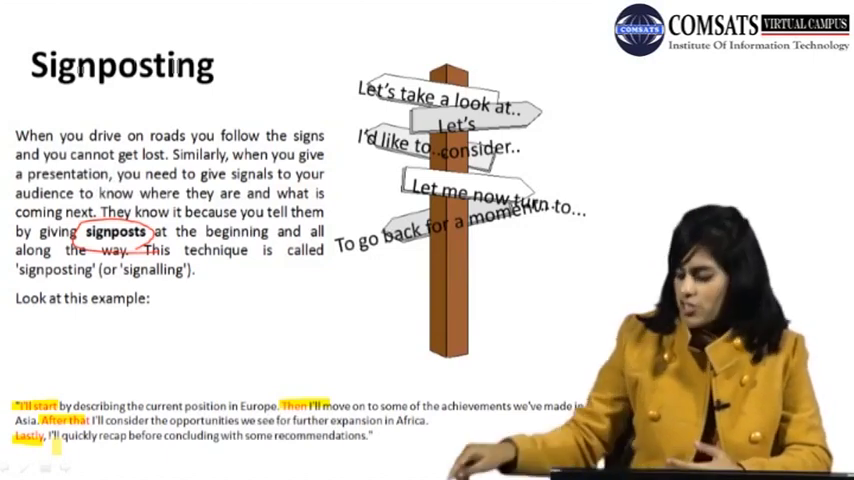 COMSATS
COMSATS VIRTUAL CAMPUS
Institute Of Information Technology
Signposting
When you drive on roads you follow the signs
and you cannot get lost. Similarly, when you give
a presentation, you need to give signals to your
audience to know where they are and what is
coming next. They know it because you tell them
by giving signposts at the beginning and all
along the way. This technique is called
'signposting' (or 'signalling').
Look at this example:
Let's take a look at..
Let's
consider..
I'd like to..
Let me now turn to...
To go back for a moment...
"I'll start by describing the current position in Europe. Then I'll move on to some of the achievements we've made in
Asia. After that I'll consider the opportunities we see for further expansion in Africa.
Lastly, I'll quickly recap before concluding with some recommendations."